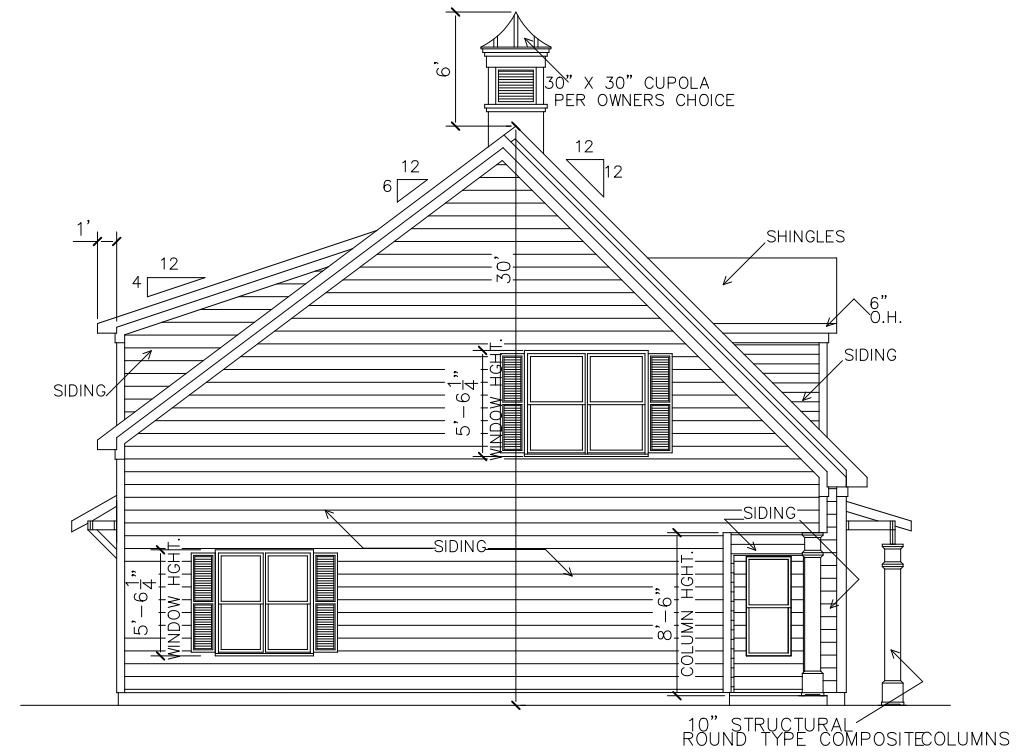 6'
30" X 30" CUPOLA
PER OWNERS CHOICE
12
12
12
6
1'
12
4
SHINGLES
30'
6"
O.H.
SIDING
SIDING
5'-6 1/4"
WINDOW HGHT.
SIDING
SIDING
5'-6 1/4"
WINDOW HGHT.
8'-6"
COLUMN HGHT.
10" STRUCTURAL
ROUND TYPE COMPOSITE COLUMNS